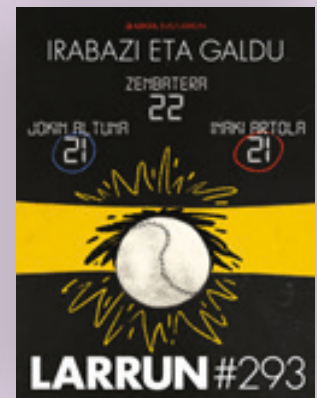 IRABAZI ETA GALDU
ZENBATERA
22
JOKIN ALTUNA
IÑAKI ARTOLA
21
21
LARRUN #293